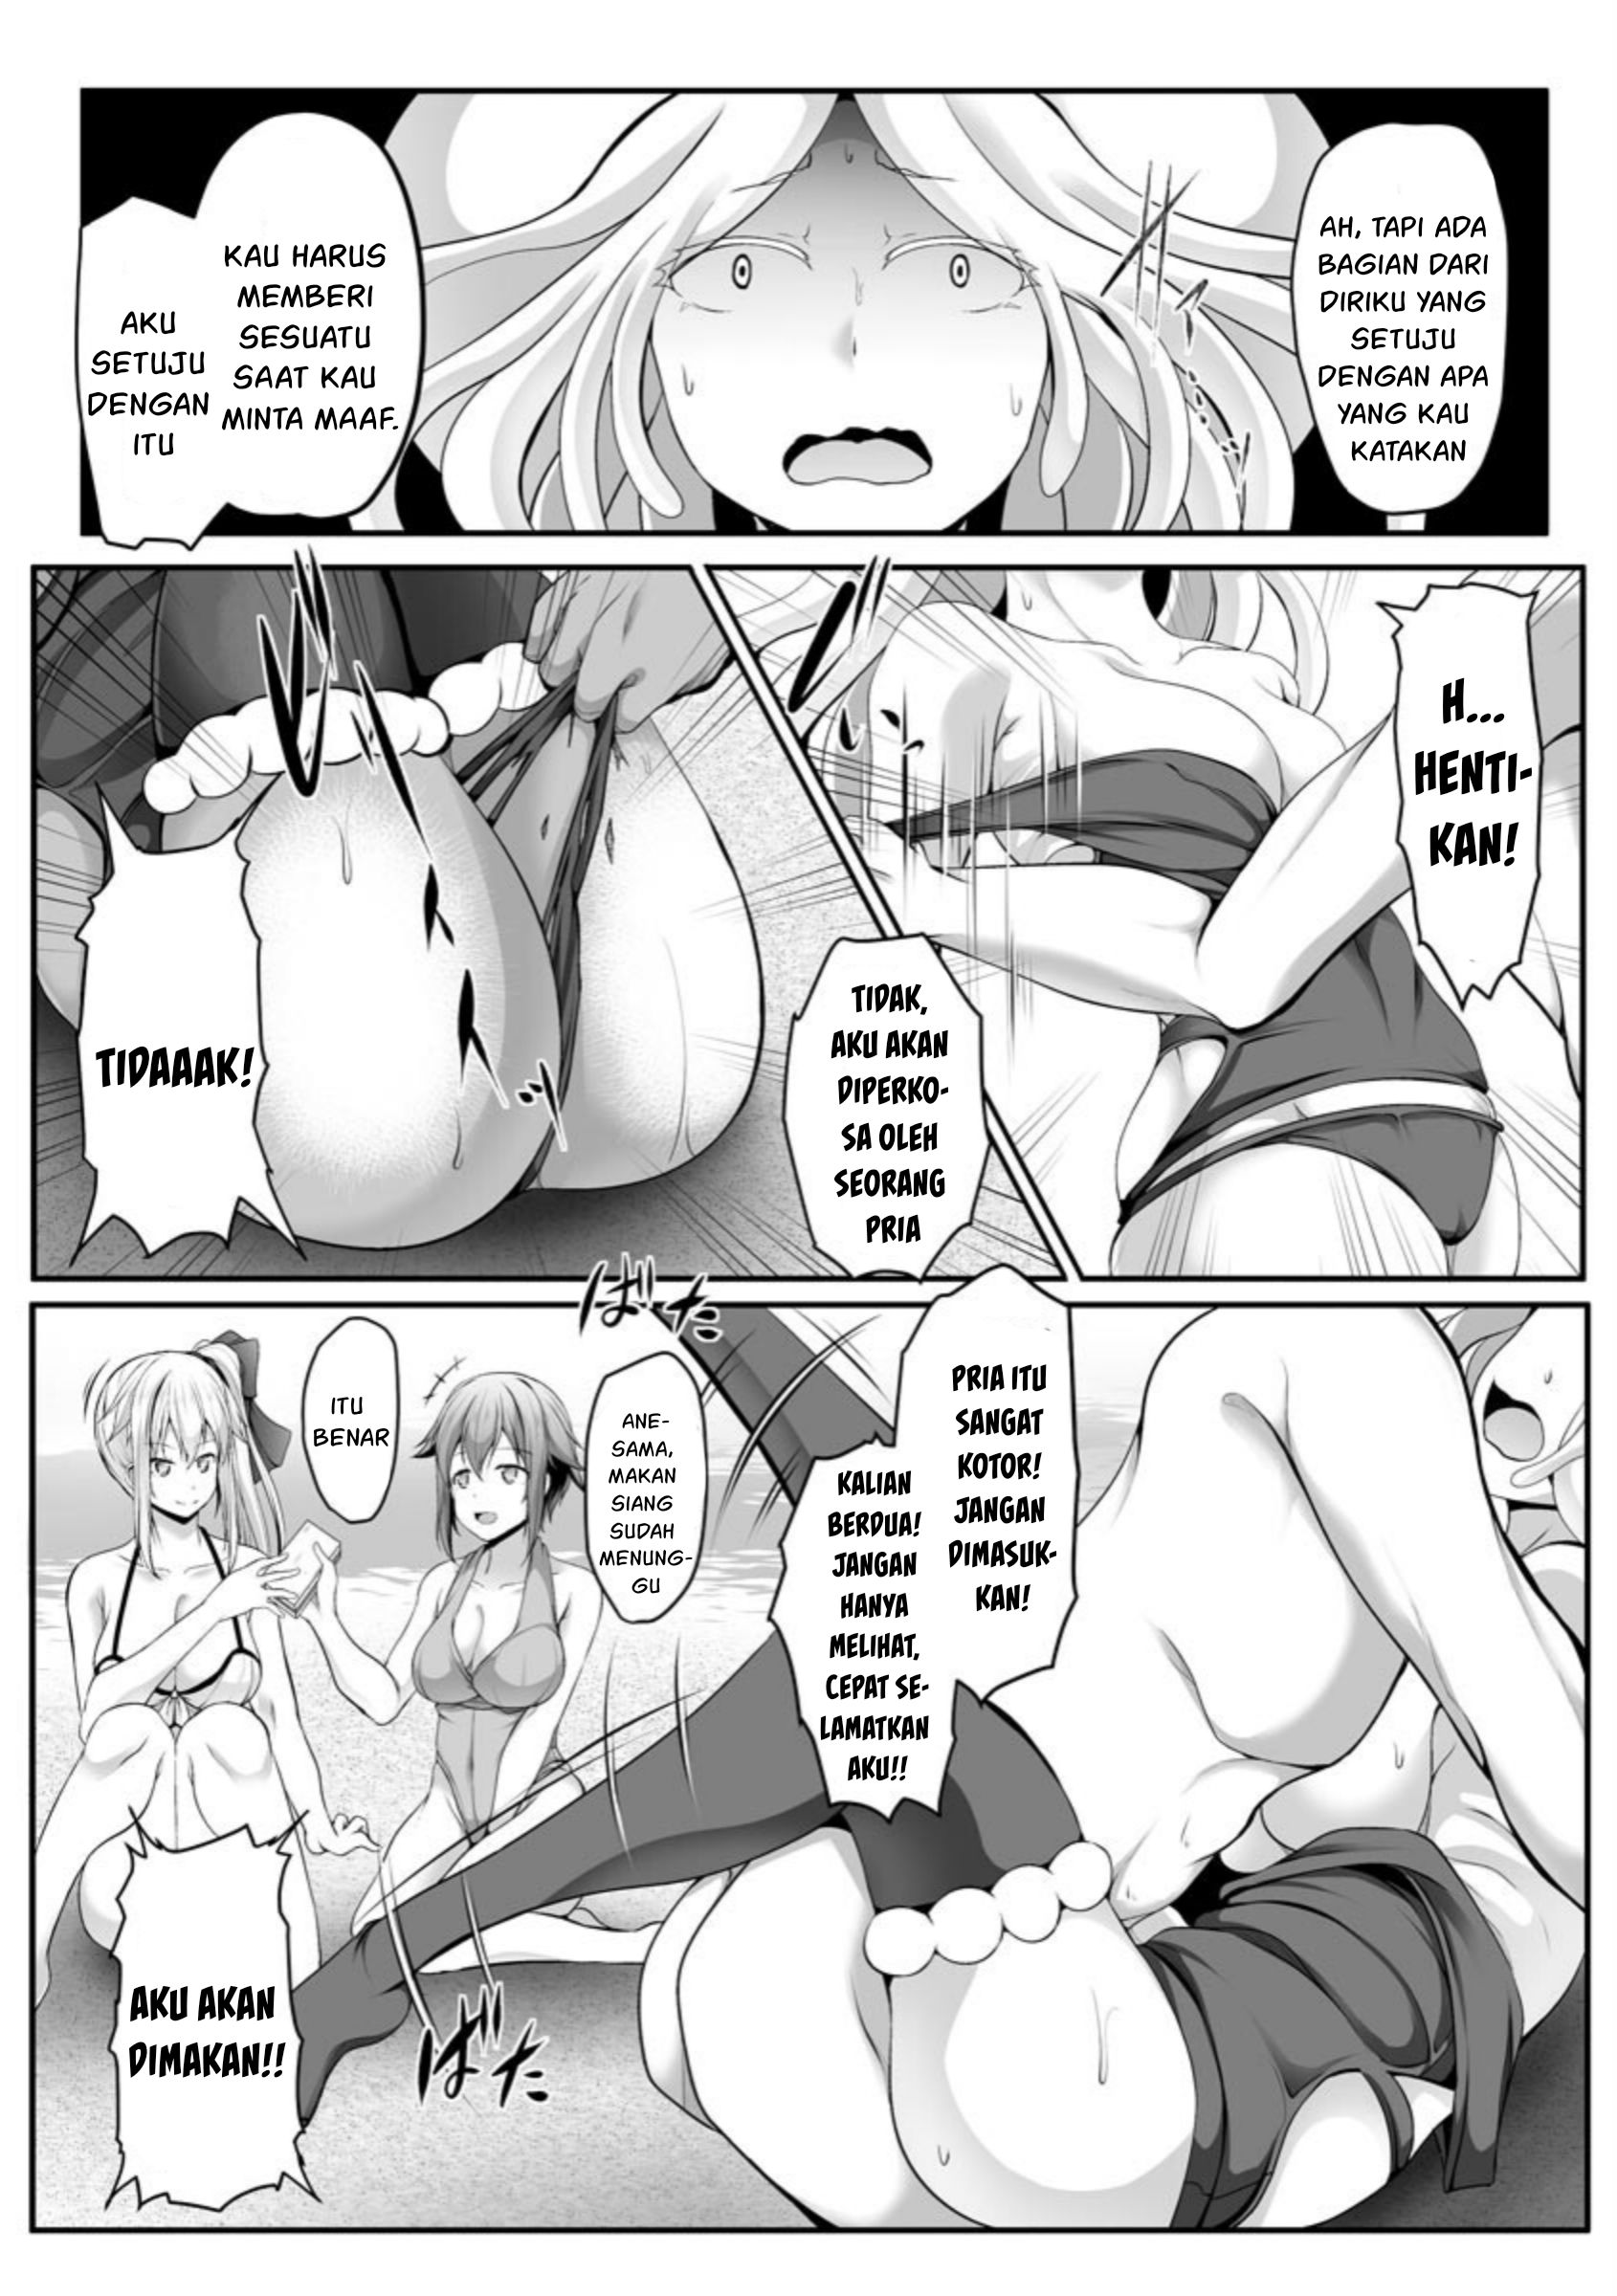 AH, TAPI ADA
BAGIAN DARI
DIRIKU YANG
SETUJU
DENGAN APA
YANG KAU
KATAKAN
KAU HARUS
MEMBERI
SESUATU
SAAT KAU
MINTA MAAF.
AKU
SETUJU
DENGAN
ITU
H...
HENTI-
KAN!
TIDAK,
AKU AKAN
DIPERKO-
SA OLEH
SEORANG
PRIA
TIDAAAK!
PRIA ITU
SANGAT
KOTOR!
JANGAN
DIMASUK-
KAN!
KALIAN
BERDUA!
JANGAN
HANYA
MELIHAT,
CEPAT SE-
LAMATKAN
AKU!!
ばた
ANE-
SAMA,
MAKAN
SIANG
SUDAH
MENUNG-
GU
ITU
BENAR
AKU AKAN
DIMAKAN!!
ばた